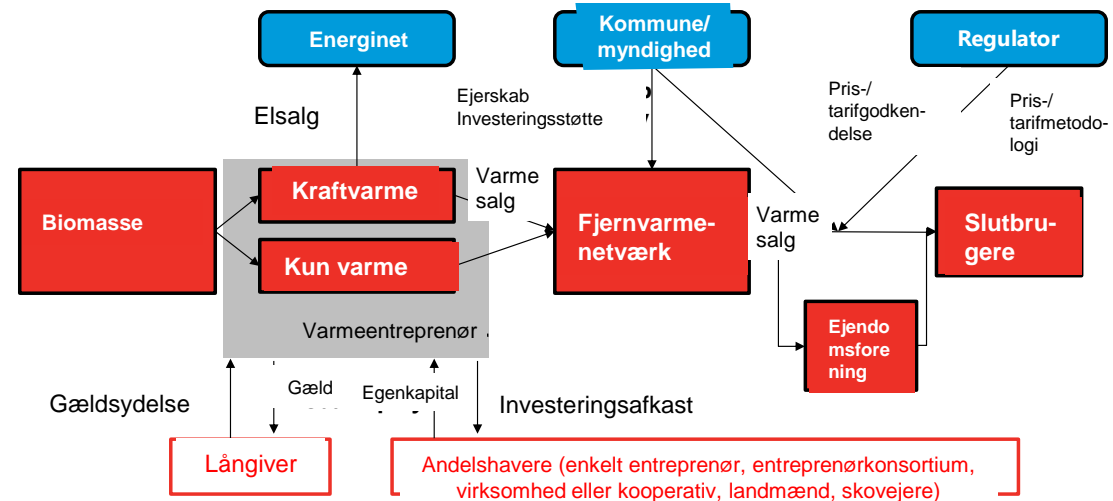 Energinet
Kommune/
myndighed
Regulator
Elsalg
Ejerskab
Investeringsstøtte
Pris-/
tarifgodken-
delse
Pris-/
tarifmetodo-
logi
Biomasse
Kraftvarme
Kun varme
Varme
salg
Fjernvarme-
netværk
Varme
salg
Slutbru-
gere
Varmeentreprenør
Ejendo
msfore
ning
Gældsydelse
Gæld
Egenkapital
Investeringsafkast
Långiver
Andelshavere (enkelt entreprenør, entreprenørkonsortium,
virksomhed eller kooperativ, landmænd, skovejere)